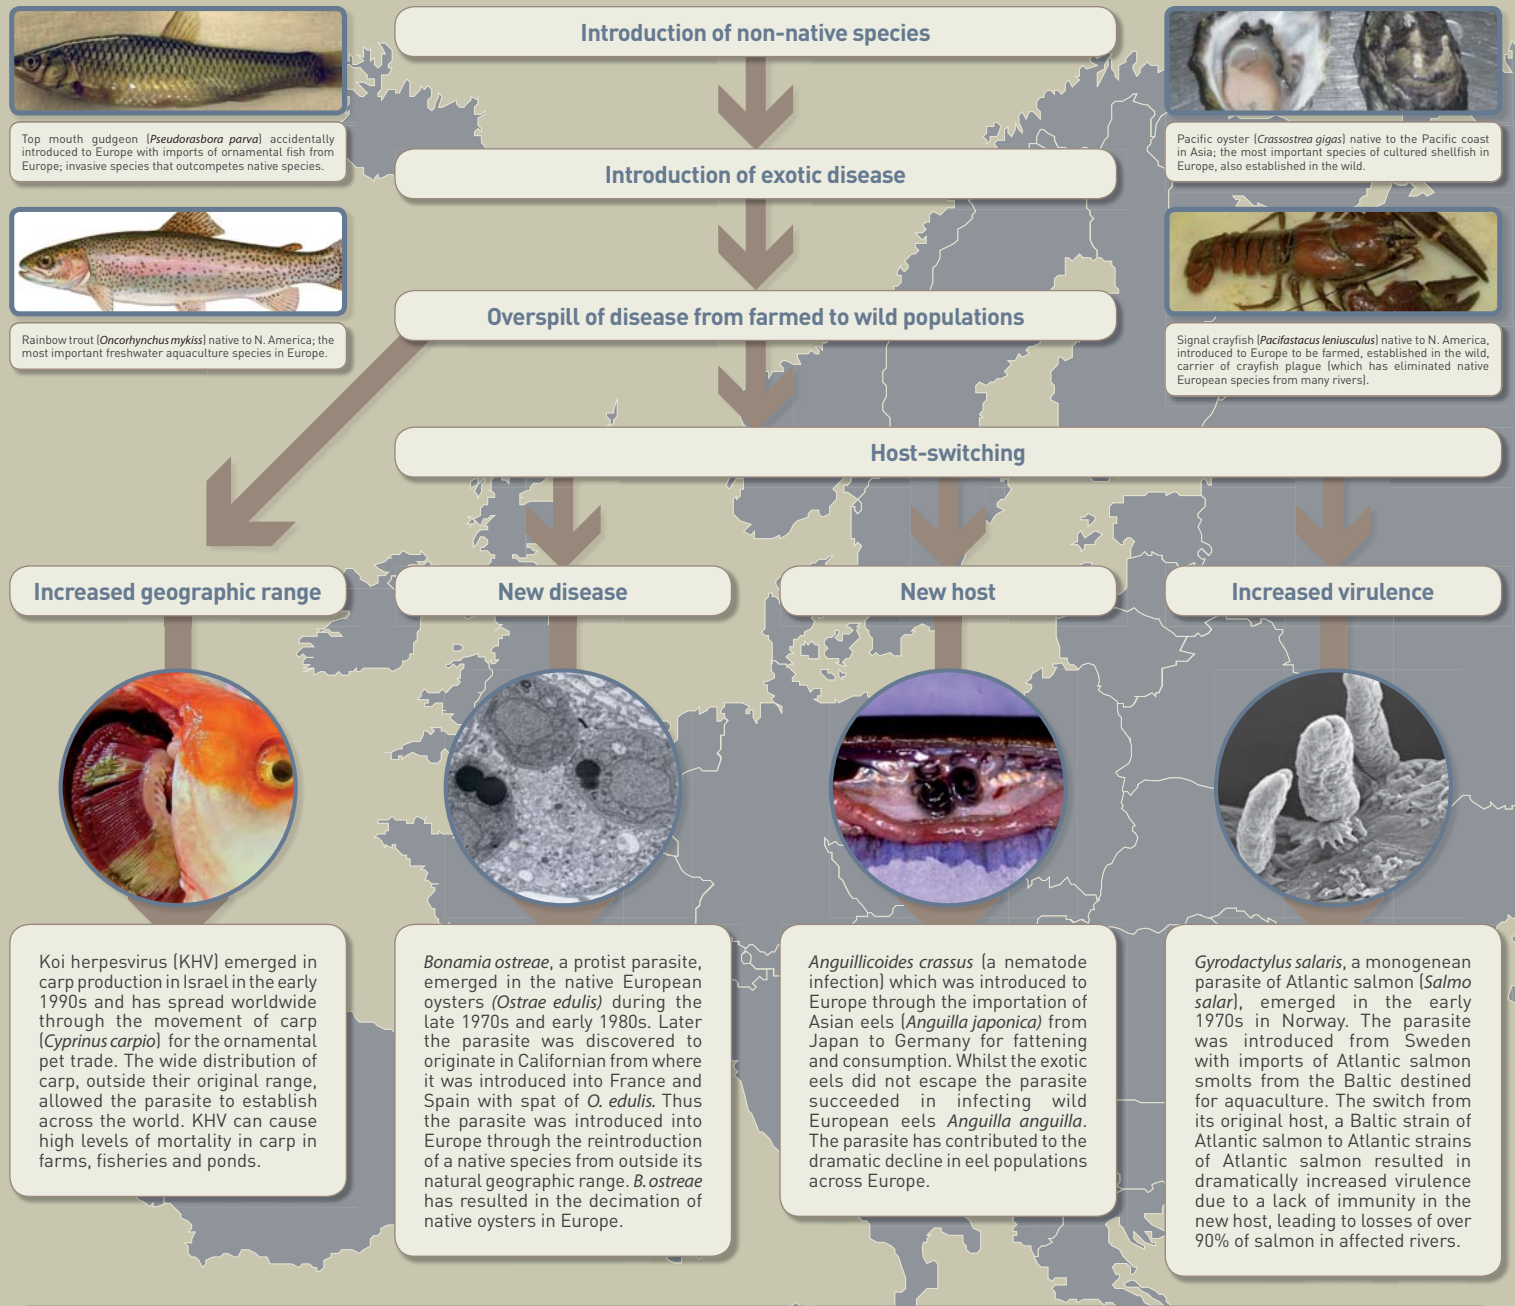 Introduction of non-native species
Top mouth gudgeon (Pseudorasbora parva) accidentally
introduced to Europe with imports of ornamental fish from
Europe; invasive species that outcompetes native species.
Pacific oyster (Crassostrea gigas) native to the Pacific coast
in Asia; the most important species of cultured shellfish in
Europe, also established in the wild.
Introduction of exotic disease
Rainbow trout (Oncorhynchus mykiss) native to N. America; the
most important freshwater aquaculture species in Europe.
Overspill of disease from farmed to wild populations
Signal crayfish (Pacifastacus leniusculus) native to N. America,
introduced to Europe to be farmed, established in the wild,
carrier of crayfish plague (which has eliminated native
European species from many rivers).
Host-switching
Increased geographic range
New disease
New host
Increased virulence
Koi herpesvirus (KHV) emerged in
carp production in Israel in the early
1990s and has spread worldwide
through the movement of carp
(Cyprinus carpio) for the ornamental
pet trade. The wide distribution of
carp, outside their original range,
allowed the parasite to establish
across the world. KHV can cause
high levels of mortality in carp in
farms, fisheries and ponds.
Bonamia ostreae, a protist parasite,
emerged in the native European
oysters (Ostrae edulis) during the
late 1970s and early 1980s. Later
the parasite was discovered to
originate in Californian from where
it was introduced into France and
Spain with spat of O. edulis. Thus
the parasite was introduced into
Europe through the reintroduction
of a native species from outside its
natural geographic range. B. ostreae
has resulted in the decimation of
native oysters in Europe.
Anguillicoides crassus (a nematode
infection) which was introduced to
Europe through the importation of
Asian eels (Anguilla japonica) from
Japan to Germany for fattening
and consumption. Whilst the exotic
eels did not escape the parasite
succeeded in infecting wild
European eels Anguilla anguilla.
The parasite has contributed to the
dramatic decline in eel populations
across Europe.
Gyrodactylus salaris, a monogenean
parasite of Atlantic salmon (Salmo
salar), emerged in the early
1970s in Norway. The parasite
was introduced from Sweden
with imports of Atlantic salmon
smolts from the Baltic destined
for aquaculture. The switch from
its original host, a Baltic strain of
Atlantic salmon to Atlantic strains
of Atlantic salmon resulted in
dramatically increased virulence
due to a lack of immunity in the
new host, leading to losses of over
90% of salmon in affected rivers.